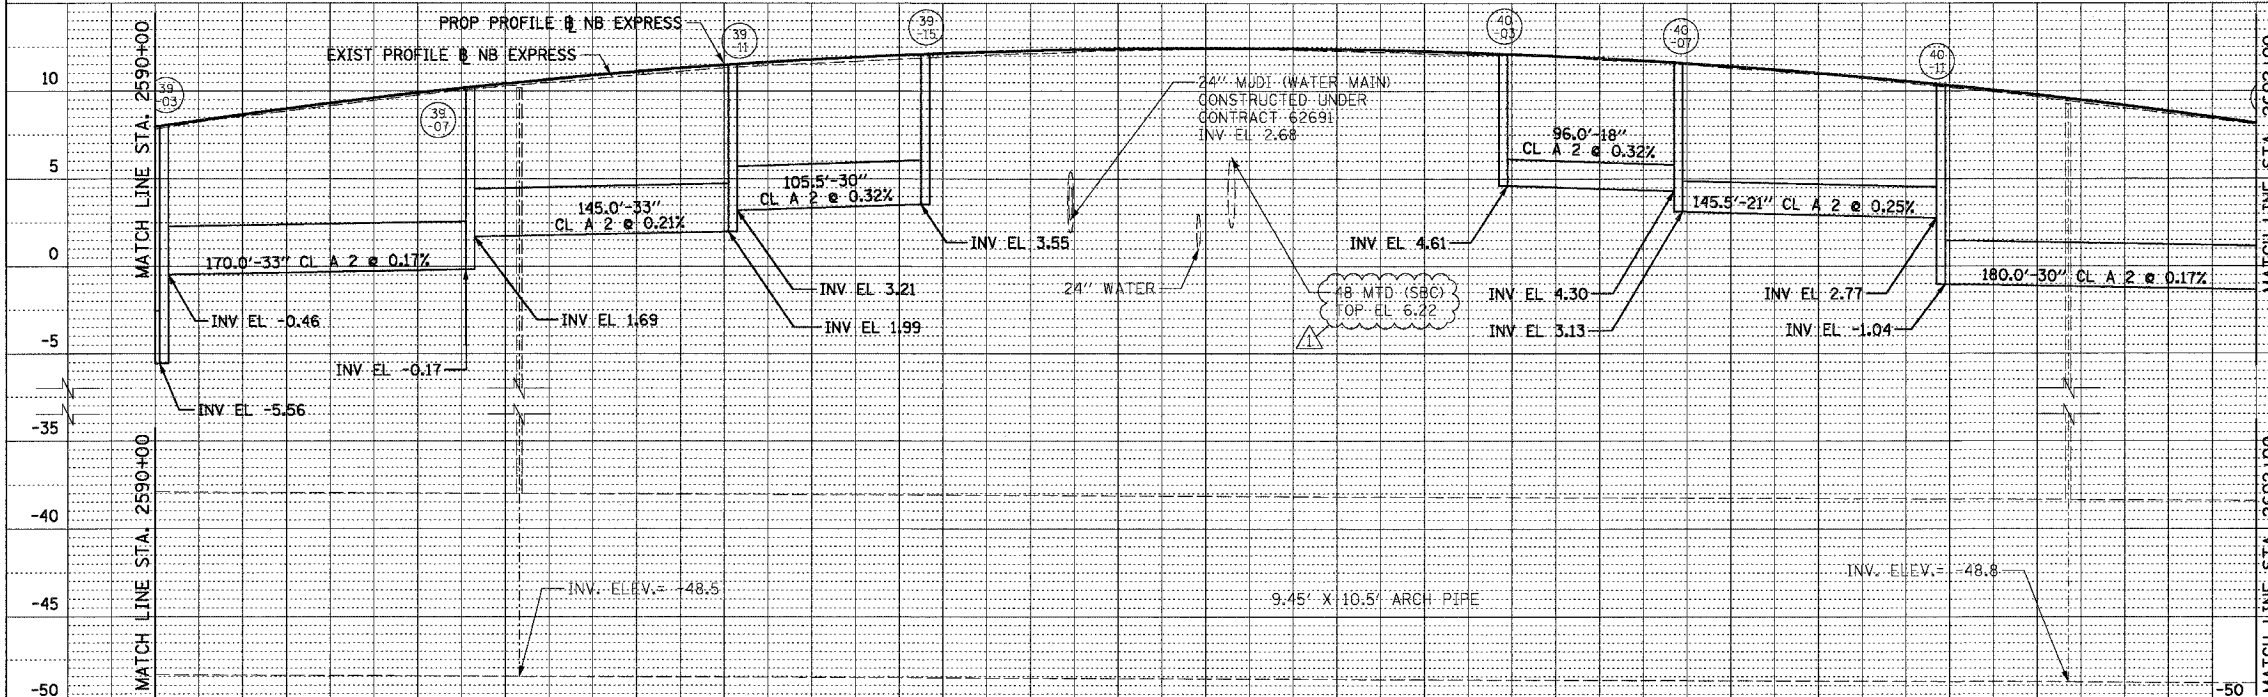 PROP PROFILE ℄ NB EXPRESS
EXIST PROFILE ℄ NB EXPRESS
MATCH LINE STA. 2590+00
MATCH LINE STA. 2590+00
10
5
0
-5
-35
-40
-45
-50
39
-03
39
-07
39
-11
39
-15
40
-03
40
-07
40
-11
24" MJDI (WATER MAIN)
CONSTRUCTED UNDER
CONTRACT 62691
INV EL 2.68
170.0'-33" CL A 2 @ 0.17%
145.0'-33"
CL A 2 @ 0.21%
105.5'-30"
CL A 2 @ 0.32%
96.0'-18"
CL A 2 @ 0.32%
145.5'-21" CL A 2 @ 0.25%
180.0'-30" CL A 2 @ 0.17%
INV EL -0.46
INV EL -5.56
INV EL -0.17
INV EL 1.69
INV EL 3.21
INV EL 1.99
INV EL 3.55
24" WATER
48 MTD (SBC)
TOP EL 6.22
1
INV EL 4.61
INV EL 4.30
INV EL 3.13
INV EL 2.77
INV EL -1.04
INV. ELEV.= -48.5
9.45' X 10.5' ARCH PIPE
INV. ELEV.= -48.8
MATCH LINE STA.
MATCH LINE STA.
-50